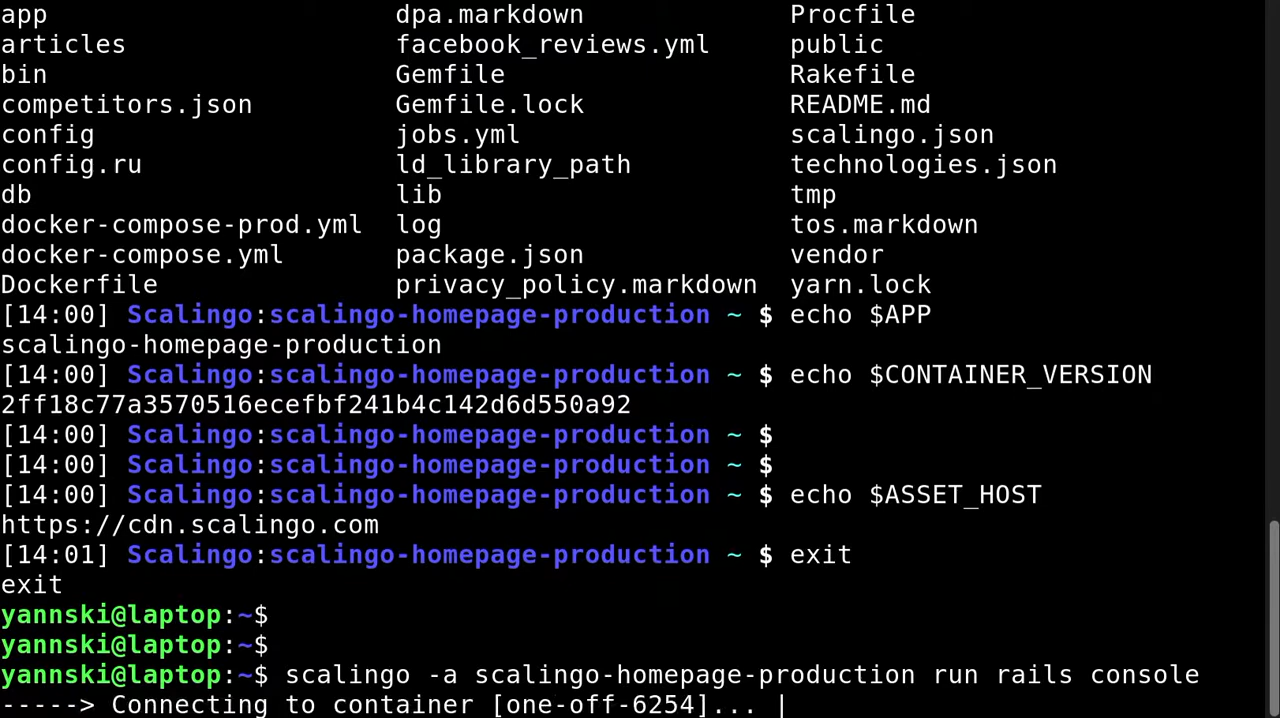 app dpa.markdown Procfile
articles facebook_reviews.yml public
bin Gemfile Rakefile
competitors.json Gemfile.lock README.md
config jobs.yml scalingo.json
config.ru ld_library_path technologies.json
db lib tmp
docker-compose-prod.yml log tos.markdown
docker-compose.yml package.json vendor
Dockerfile privacy_policy.markdown yarn.lock
[14:00] Scalingo:scalingo-homepage-production ~ $ echo $APP
scalingo-homepage-production
[14:00] Scalingo:scalingo-homepage-production ~ $ echo $CONTAINER_VERSION
2ff18c77a3570516ecefbf241b4c142d6d550a92
[14:00] Scalingo:scalingo-homepage-production ~ $
[14:00] Scalingo:scalingo-homepage-production ~ $
[14:00] Scalingo:scalingo-homepage-production ~ $ echo $ASSET_HOST
https://cdn.scalingo.com
[14:01] Scalingo:scalingo-homepage-production ~ $ exit
exit
yannski@laptop:~$
yannski@laptop:~$
yannski@laptop:~$ scalingo -a scalingo-homepage-production run rails console
-----> Connecting to container [one-off-6254]... |